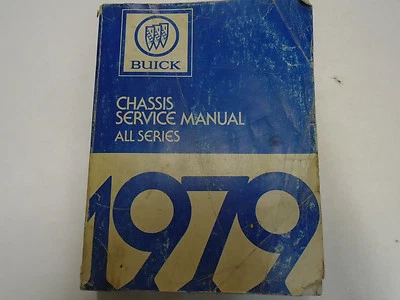 BUICK
CHASSIS
SERVICE MANUAL
ALL SERIES
1979